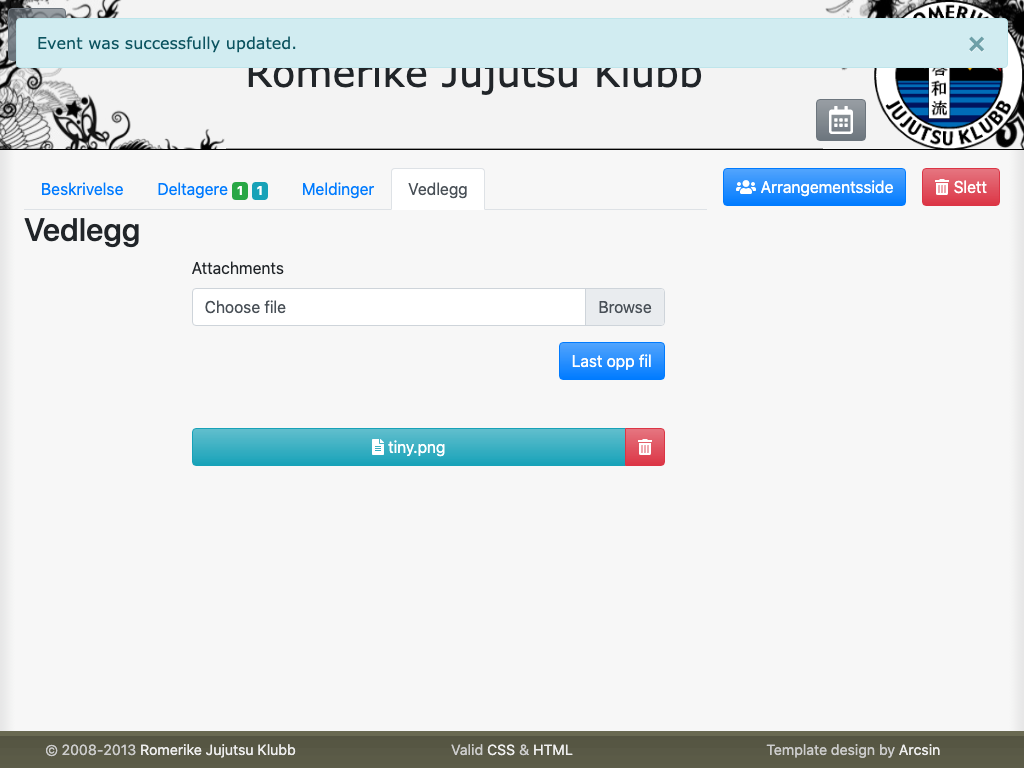 Event was successfully updated. ×
Romerike Jujutsu Klubb
ROMERIKE
和流
JUJUTSU KLUBB
Beskrivelse Deltagere 1 1 Meldinger Vedlegg Arrangementsside Slett
Vedlegg
Attachments
Choose file Browse
Last opp fil
tiny.png
© 2008-2013 Romerike Jujutsu Klubb Valid CSS & HTML Template design by Arcsin